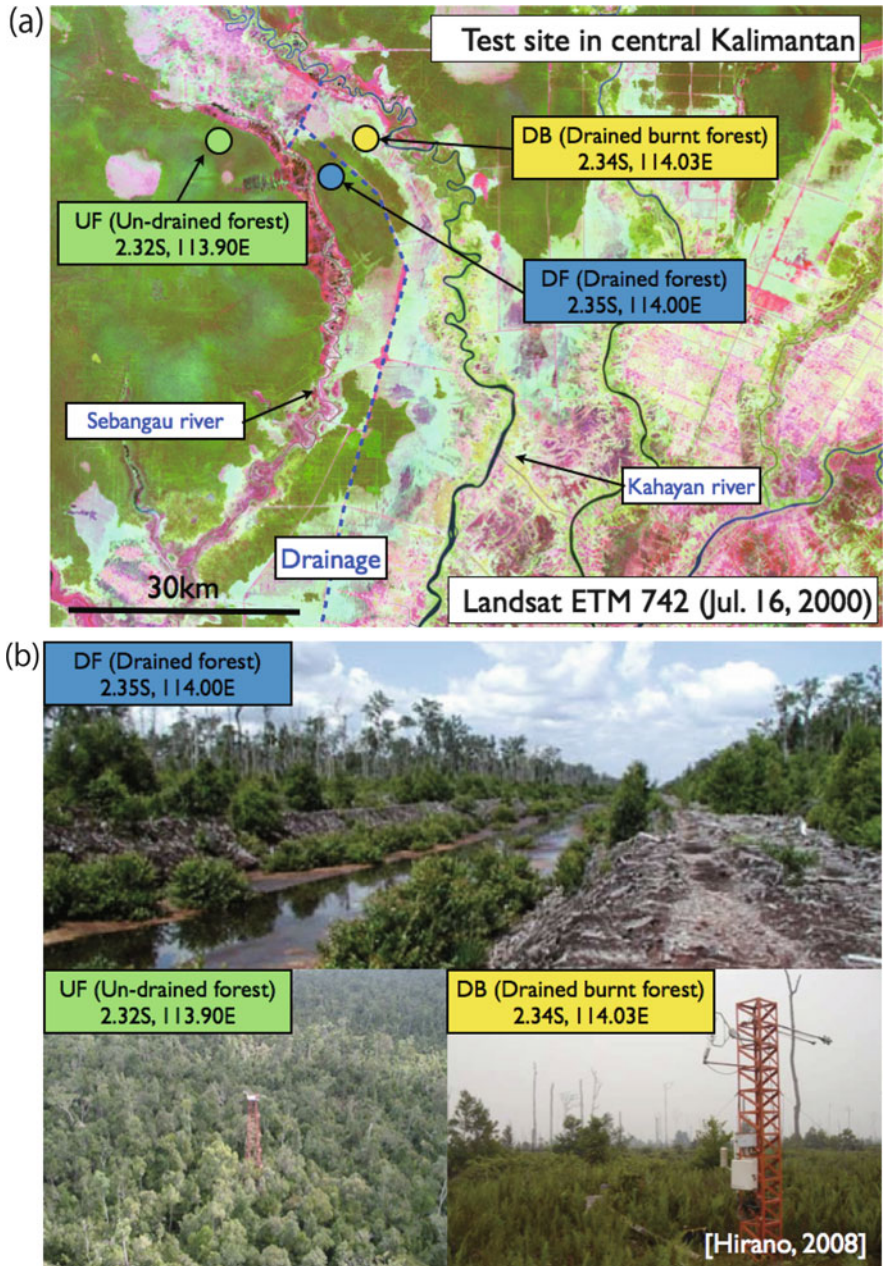 (a)
Test site in central Kalimantan
DB (Drained burnt forest)
2.34S, 114.03E
UF (Un-drained forest)
2.32S, 113.90E
DF (Drained forest)
2.35S, 114.00E
Sebangau river
Kahayan river
Drainage
30km
Landsat ETM 742 (Jul. 16, 2000)
(b)
DF (Drained forest)
2.35S, 114.00E
UF (Un-drained forest)
2.32S, 113.90E
DB (Drained burnt forest)
2.34S, 114.03E
[Hirano, 2008]